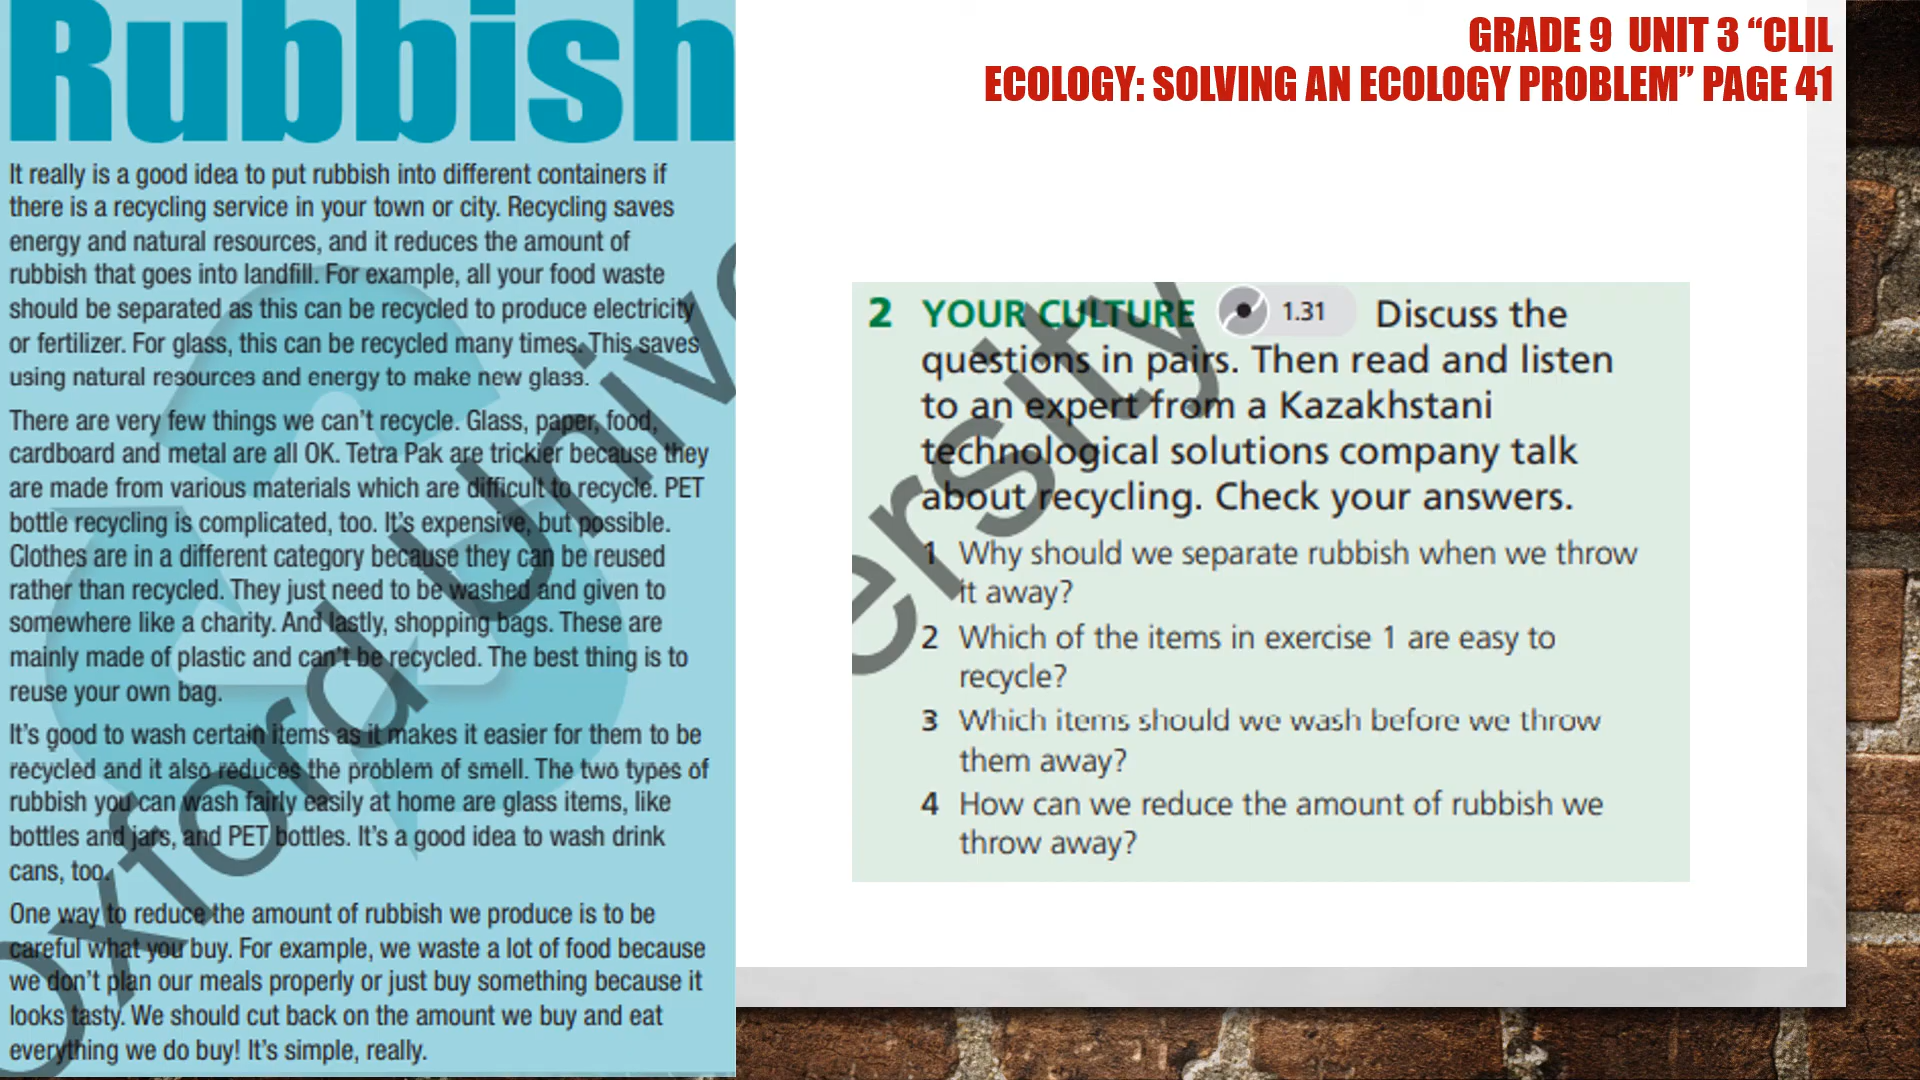 Rubbish
It really is a good idea to put rubbish into different containers if
there is a recycling service in your town or city. Recycling saves
energy and natural resources, and it reduces the amount of
rubbish that goes into landfill. For example, all your food waste
should be separated as this can be recycled to produce electricity
or fertilizer. For glass, this can be recycled many times. This saves
using natural resources and energy to make new glass.
There are very few things we can't recycle. Glass, paper, food,
cardboard and metal are all OK. Tetra Pak are trickier because they
are made from various materials which are difficult to recycle. PET
bottle recycling is complicated, too. It's expensive, but possible.
Clothes are in a different category because they can be reused
rather than recycled. They just need to be washed and given to
somewhere like a charity. And lastly, shopping bags. These are
mainly made of plastic and can't be recycled. The best thing is to
reuse your own bag.
It's good to wash certain items as it makes it easier for them to be
recycled and it also reduces the problem of smell. The two types of
rubbish you can wash fairly easily at home are glass items, like
bottles and jars, and PET bottles. It's a good idea to wash drink
cans, too.
One way to reduce the amount of rubbish we produce is to be
careful what you buy. For example, we waste a lot of food because
we don't plan our meals properly or just buy something because it
looks tasty. We should cut back on the amount we buy and eat
everything we do buy! It's simple, really.
Oxford Unive
GRADE 9 UNIT 3 “CLIL
ECOLOGY: SOLVING AN ECOLOGY PROBLEM” PAGE 41
2 YOUR CULTURE 1.31 Discuss the
questions in pairs. Then read and listen
to an expert from a Kazakhstani
technological solutions company talk
about recycling. Check your answers.
1 Why should we separate rubbish when we throw
it away?
2 Which of the items in exercise 1 are easy to
recycle?
3 Which items should we wash before we throw
them away?
4 How can we reduce the amount of rubbish we
throw away?
ersity